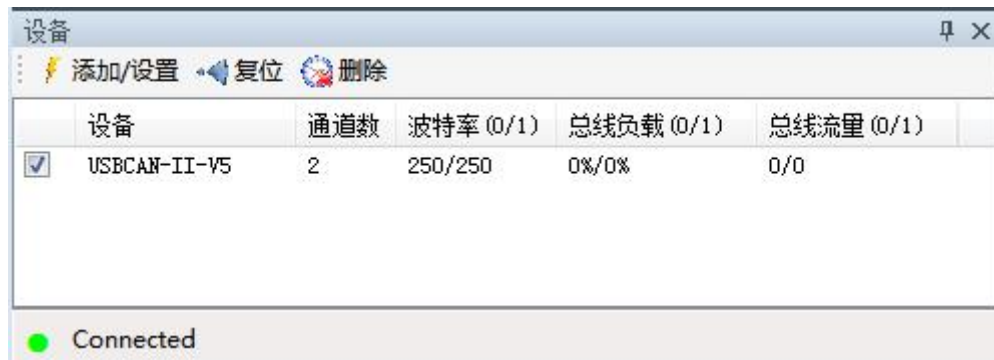 设备
添加/设置 复位 删除
设备 通道数 波特率(0/1) 总线负载(0/1) 总线流量(0/1)
USBCAN-II-V5 2 250/250 0%/0% 0/0
Connected